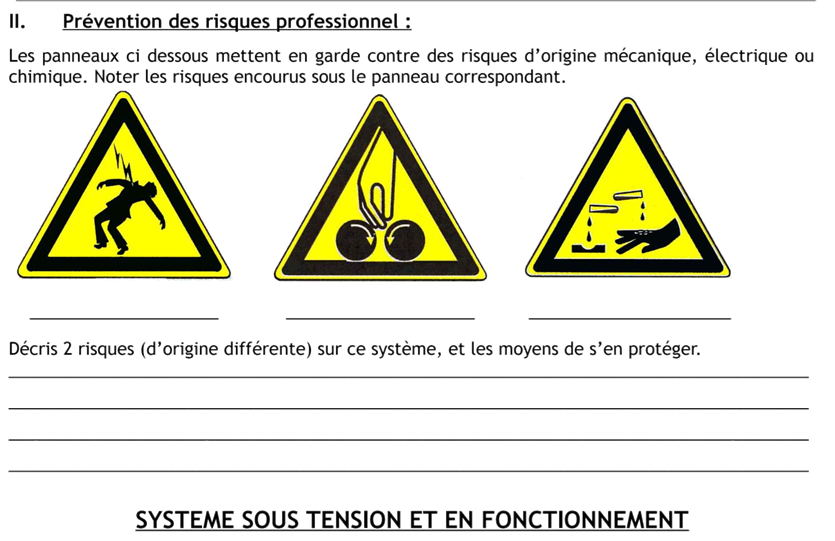 II. Prévention des risques professionnel :
Les panneaux ci dessous mettent en garde contre des risques d’origine mécanique, électrique ou
chimique. Noter les risques encourus sous le panneau correspondant.
Décris 2 risques (d’origine différente) sur ce système, et les moyens de s’en protéger.
SYSTEME SOUS TENSION ET EN FONCTIONNEMENT